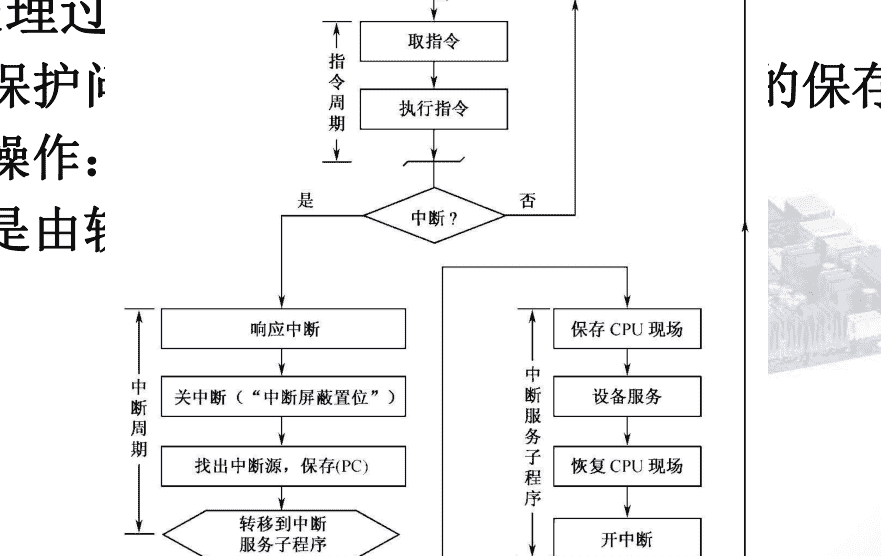 理过
取指令
指令周期
保护
的保存
执行指令
操作：
是
否
中断？
是由
响应中断
保存 CPU 现场
中断周期
关中断（“中断屏蔽置位”）
中断服务子程序
设备服务
找出中断源，保存(PC)
恢复 CPU 现场
转移到中断
服务子程序
开中断